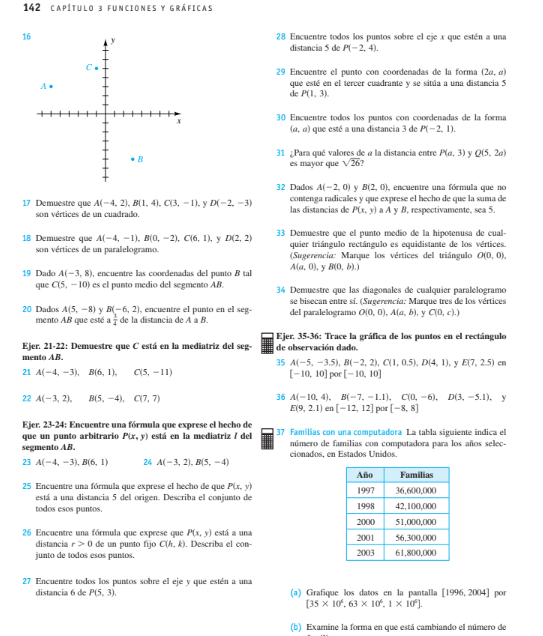 142 CAPÍTULO 3 FUNCIONES Y GRÁFICAS
16
y
C
A
x
B
17 Demuestre que A(−4, 2), B(1, 4), C(3, −1), y D(−2, −3)
son vértices de un cuadrado.
18 Demuestre que A(−4, −1), B(0, −2), C(6, 1), y D(2, 2)
son vértices de un paralelogramo.
19 Dado A(−3, 8), encuentre las coordenadas del punto B tal
que C(5, −10) es el punto medio del segmento AB.
20 Dados A(5, −8) y B(−6, 2), encuentre el punto en el seg-
mento AB que esté a 3/4 de la distancia de A a B.
Ejer. 21-22: Demuestre que C está en la mediatriz del seg-
mento AB.
21 A(−4, −3), B(6, 1), C(5, −11)
22 A(−3, 2), B(5, −4), C(7, 7)
Ejer. 23-24: Encuentre una fórmula que exprese el hecho de
que un punto arbitrario P(x, y) está en la mediatriz l del
segmento AB.
23 A(−4, −3), B(6, 1) 24 A(−3, 2), B(5, −4)
25 Encuentre una fórmula que exprese el hecho de que P(x, y)
está a una distancia 5 del origen. Describa el conjunto de
todos esos puntos.
26 Encuentre una fórmula que exprese que P(x, y) está a una
distancia r > 0 de un punto fijo C(h, k). Describa el con-
junto de todos esos puntos.
27 Encuentre todos los puntos sobre el eje y que estén a una
distancia 6 de P(5, 3).
28 Encuentre todos los puntos sobre el eje x que estén a una
distancia 5 de P(−2, 4).
29 Encuentre el punto con coordenadas de la forma (2a, a)
que esté en el tercer cuadrante y se sitúa a una distancia 5
de P(1, 3).
30 Encuentre todos los puntos con coordenadas de la forma
(a, a) que esté a una distancia 3 de P(−2, 1).
31 ¿Para qué valores de a la distancia entre P(a, 3) y Q(5, 2a)
es mayor que √26?
32 Dados A(−2, 0) y B(2, 0), encuentre una fórmula que no
contenga radicales y que exprese el hecho de que la suma de
las distancias de P(x, y) a A y B, respectivamente, sea 5.
33 Demuestre que el punto medio de la hipotenusa de cual-
quier triángulo rectángulo es equidistante de los vértices.
(Sugerencia: Marque los vértices del triángulo O(0, 0),
A(a, 0), y B(0, b).)
34 Demuestre que las diagonales de cualquier paralelogramo
se bisecan entre sí. (Sugerencia: Marque tres de los vértices
del paralelogramo O(0, 0), A(a, b), y C(0, c).)
Ejer. 35-36: Trace la gráfica de los puntos en el rectángulo
de observación dado.
35 A(−5, −3.5), B(−2, 2), C(1, 0.5), D(4, 1), y E(7, 2.5) en
[−10, 10] por [−10, 10]
36 A(−10, 4), B(−7, −1.1), C(0, −6), D(3, −5.1), y
E(9, 2.1) en [−12, 12] por [−8, 8]
37 Familias con una computadora La tabla siguiente indica el
número de familias con computadora para los años selec-
cionados, en Estados Unidos.
Año Familias
1997 36,600,000
1998 42,100,000
2000 51,000,000
2001 56,300,000
2003 61,800,000
(a) Grafique los datos en la pantalla [1996, 2004] por
[35 × 10⁶, 63 × 10⁶, 1 × 10⁶].
(b) Examine la forma en que está cambiando el número de